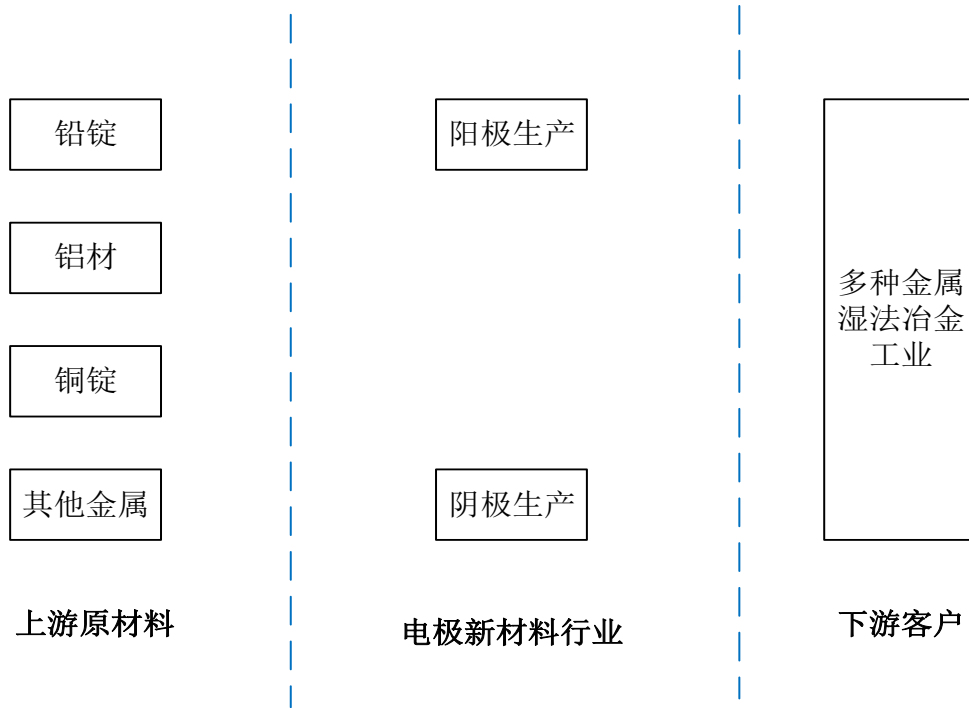 铅锭
阳极生产
铝材
多种金属
湿法冶金
工业
铜锭
其他金属
阴极生产
上游原材料
电极新材料行业
下游客户